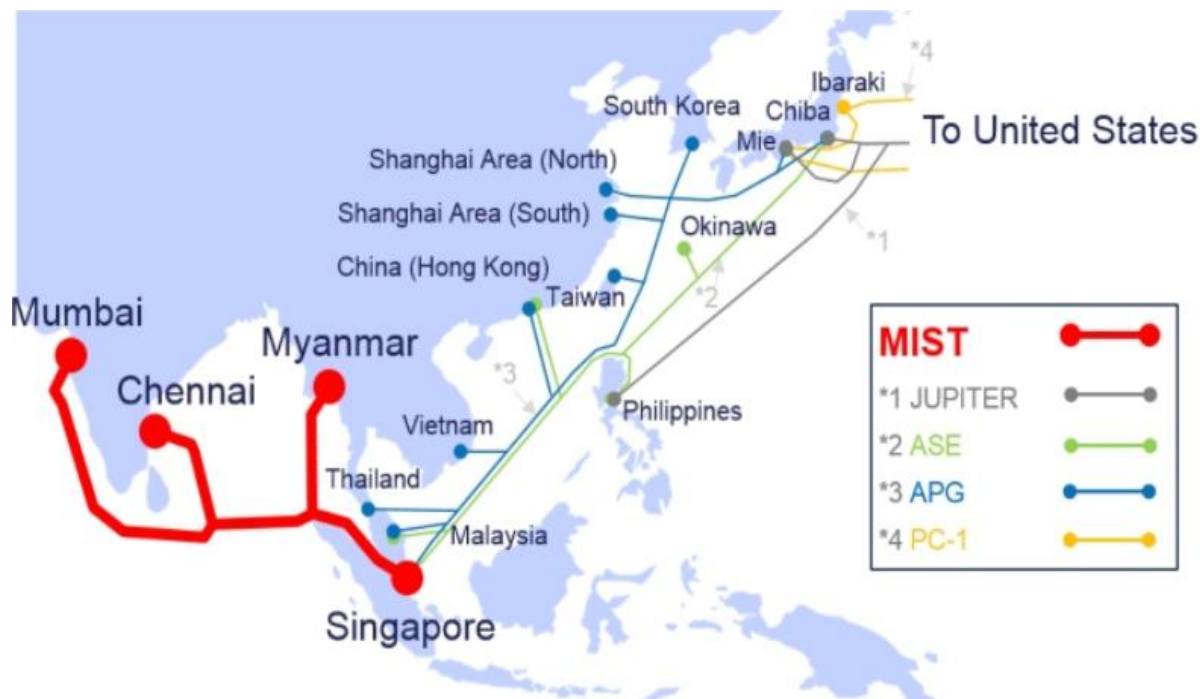 *4
Ibaraki
South Korea
Chiba
To United States
Mie
Shanghai Area (North)
Shanghai Area (South)
Okinawa
*1
China (Hong Kong)
Taiwan
*2
Mumbai
Myanmar
*3
Chennai
Philippines
Vietnam
Thailand
Malaysia
Singapore
MIST
*1 JUPITER
*2 ASE
*3 APG
*4 PC-1